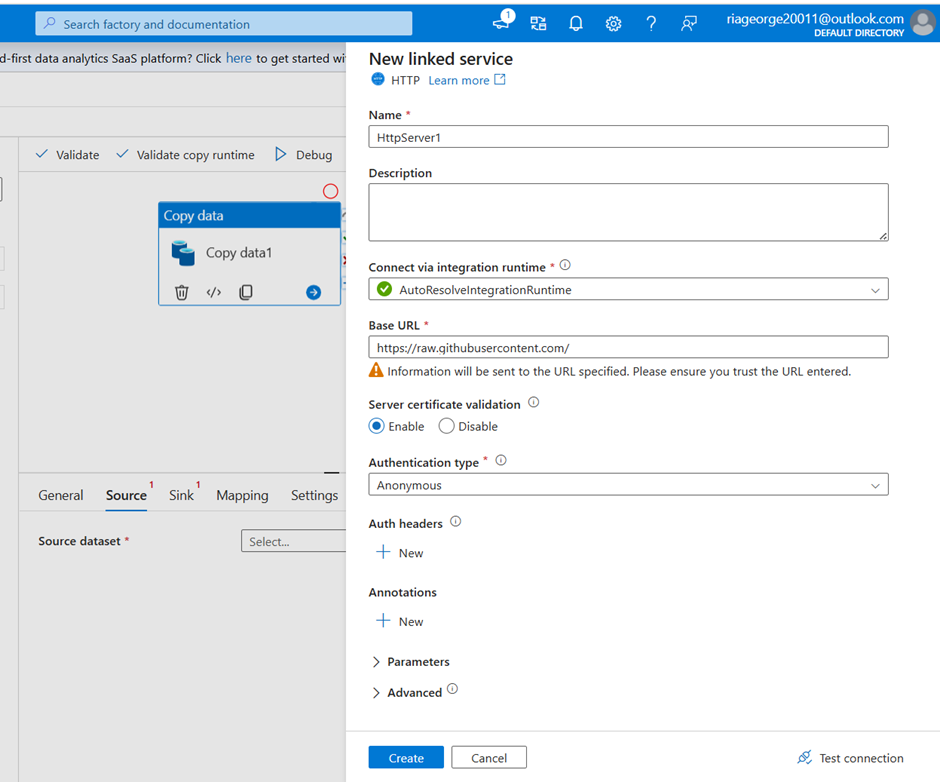 Search factory and documentation
1
riageorge20011@outlook.com
DEFAULT DIRECTORY
d-first data analytics SaaS platform? Click here to get started wi
Validate
Validate copy runtime
Debug
Copy data
Copy data1
General
Source 1
Sink 1
Mapping
Settings
Source dataset *
Select...
New linked service
HTTP Learn more
Name *
HttpServer1
Description
Connect via integration runtime *
AutoResolveIntegrationRuntime
Base URL *
https://raw.githubusercontent.com/
Information will be sent to the URL specified. Please ensure you trust the URL entered.
Server certificate validation
Enable Disable
Authentication type *
Anonymous
Auth headers
New
Annotations
New
Parameters
Advanced
Create
Cancel
Test connection